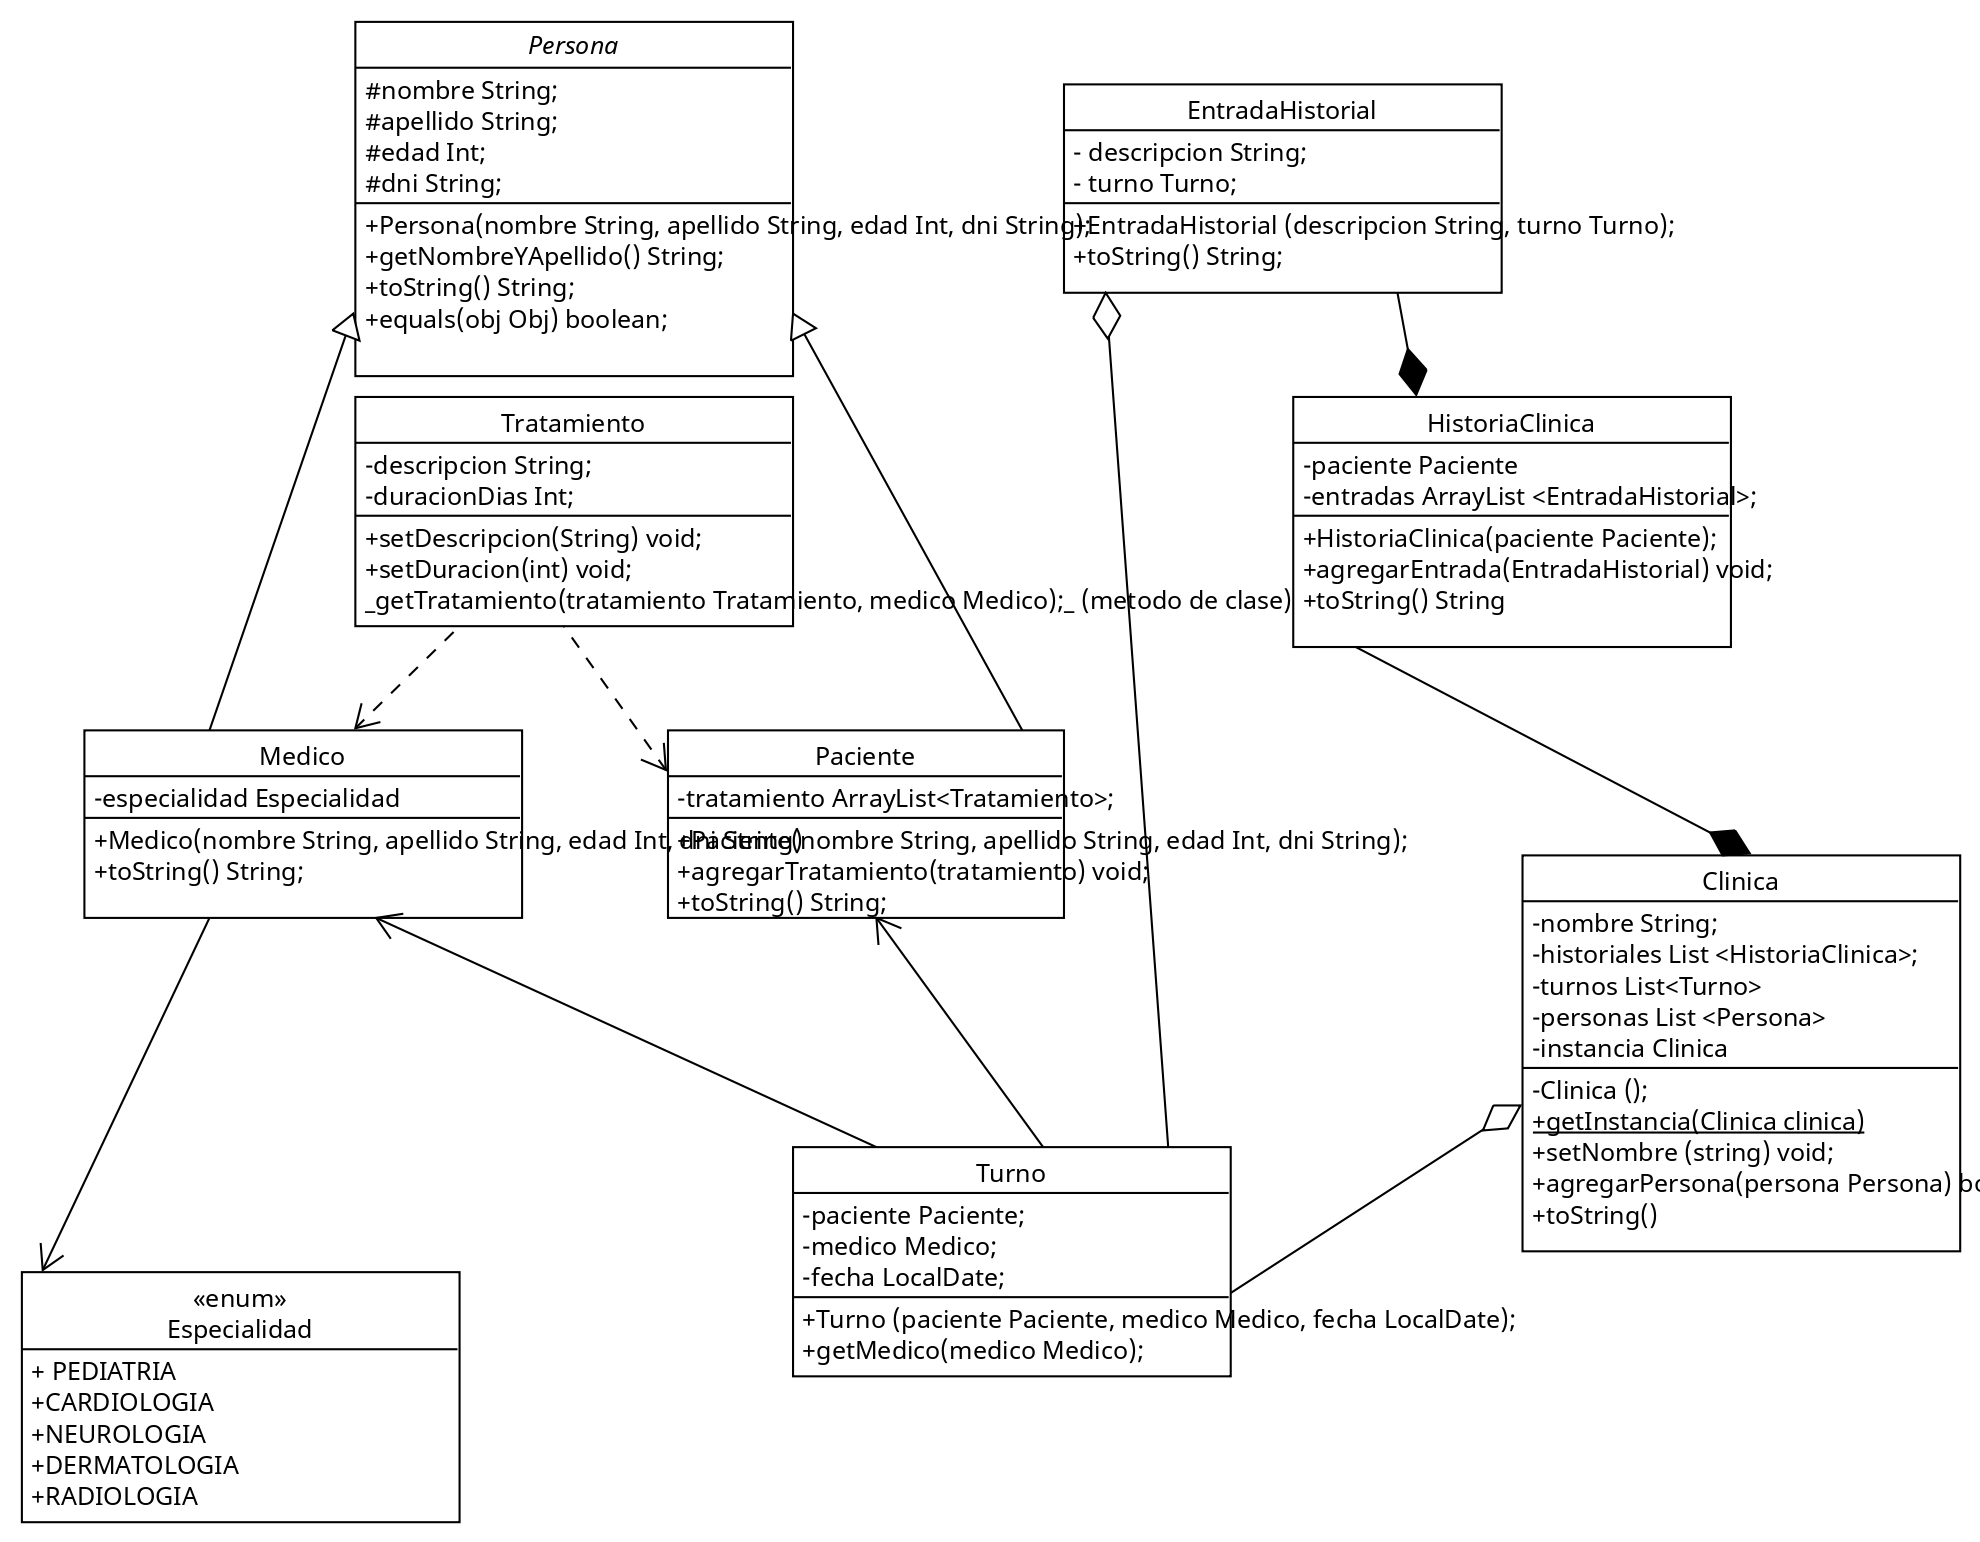 Persona
#nombre String;
#apellido String;
#edad Int;
#dni String;
+Persona(nombre String, apellido String, edad Int, dni String);
+getNombreYApellido() String;
+toString() String;
+equals(obj Obj) boolean;
EntradaHistorial
- descripcion String;
- turno Turno;
+EntradaHistorial (descripcion String, turno Turno);
+toString() String;
Tratamiento
-descripcion String;
-duracionDias Int;
+setDescripcion(String) void;
+setDuracion(int) void;
_getTratamiento(tratamiento Tratamiento, medico Medico);_ (metodo de clase)
HistoriaClinica
-paciente Paciente
-entradas ArrayList <EntradaHistorial>;
+HistoriaClinica(paciente Paciente);
+agregarEntrada(EntradaHistorial) void;
+toString() String
Medico
-especialidad Especialidad
+Medico(nombre String, apellido String, edad Int, dni String)
+toString() String;
Paciente
-tratamiento ArrayList<Tratamiento>;
+Paciente(nombre String, apellido String, edad Int, dni String);
+agregarTratamiento(tratamiento) void;
+toString() String;
Clinica
-nombre String;
-historiales List <HistoriaClinica>;
-turnos List<Turno>
-personas List <Persona>
-instancia Clinica
-Clinica ();
+getInstancia(Clinica clinica)
+setNombre (string) void;
+agregarPersona(persona Persona)
+toString()
Turno
-paciente Paciente;
-medico Medico;
-fecha LocalDate;
+Turno (paciente Paciente, medico Medico, fecha LocalDate);
+getMedico(medico Medico);
«enum»
Especialidad
+ PEDIATRIA
+CARDIOLOGIA
+NEUROLOGIA
+DERMATOLOGIA
+RADIOLOGIA